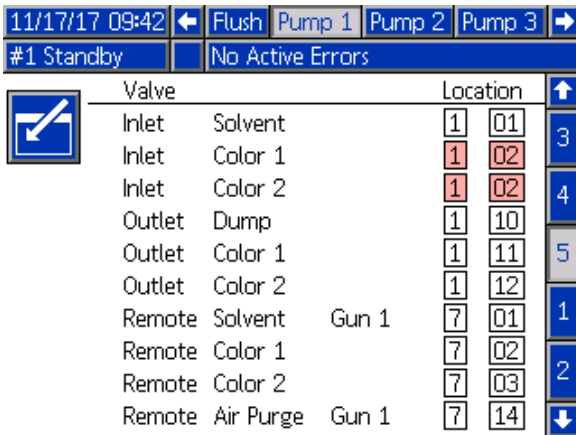 11/17/17 09:42 Flush Pump 1 Pump 2 Pump 3
#1 Standby No Active Errors
Valve Location
Inlet Solvent 1 01
Inlet Color 1 1 02
Inlet Color 2 1 02
Outlet Dump 1 10
Outlet Color 1 1 11
Outlet Color 2 1 12
Remote Solvent Gun 1 7 01
Remote Color 1 7 02
Remote Color 2 7 03
Remote Air Purge Gun 1 7 14
3
4
5
1
2